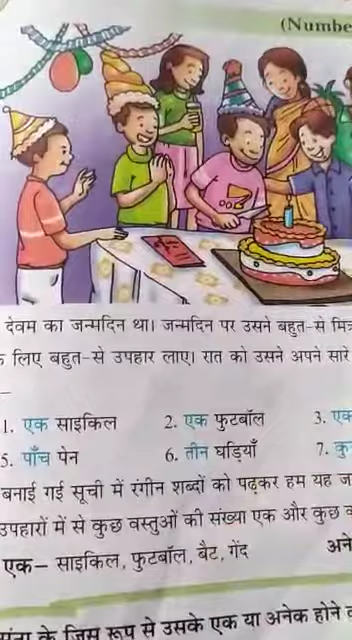 (Numbe
देवम का जन्मदिन था। जन्मदिन पर उसने बहुत-से मित्र
लिए बहुत-से उपहार लाए। रात को उसने अपने सारे
1. एक साइकिल 2. एक फुटबॉल 3. एक
5. पाँच पेन 6. तीन घड़ियाँ 7. कु
बनाई गई सूची में रंगीन शब्दों को पढ़कर हम यह ज
उपहारों में से कुछ वस्तुओं की संख्या एक और कुछ
एक— साइकिल, फुटबॉल, बैट, गेंद अने
के जिस रूप से उसके एक या अनेक होने